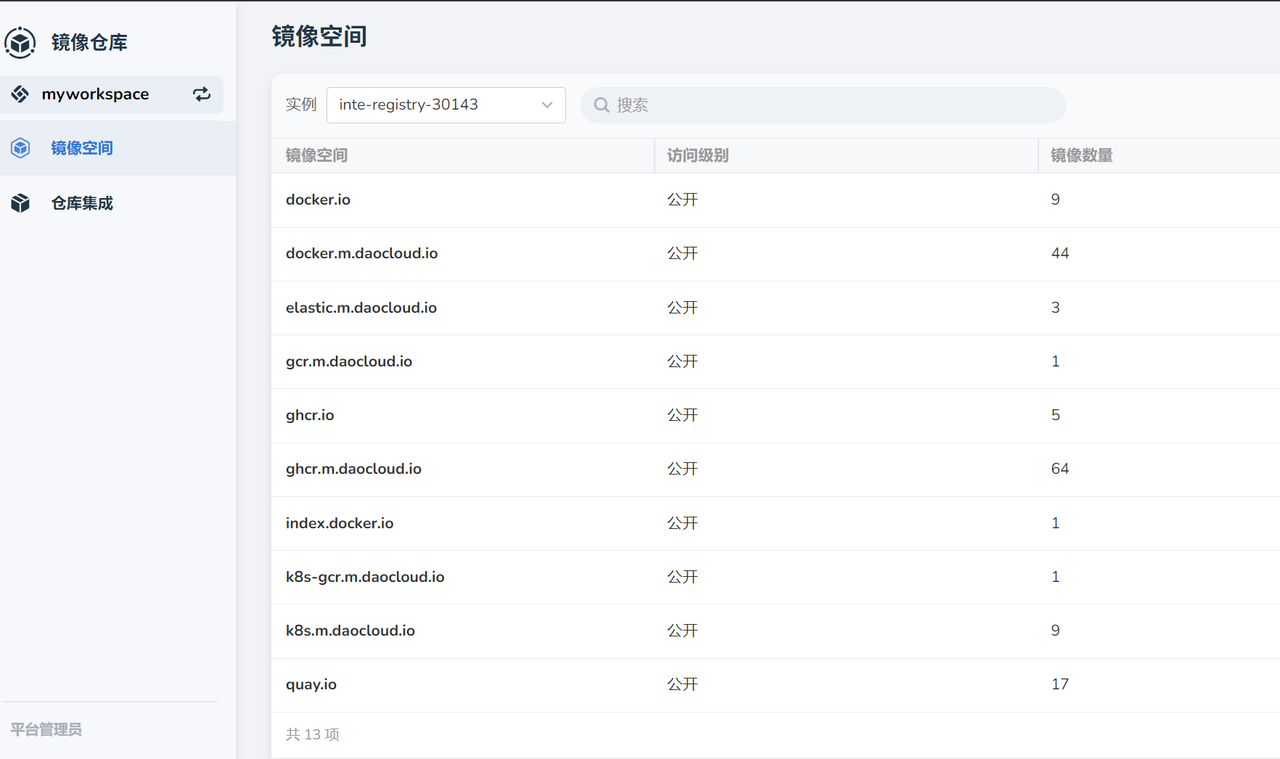 镜像仓库
myworkspace
镜像空间
仓库集成
平台管理员
镜像空间
实例 inte-registry-30143 搜索
镜像空间 访问级别 镜像数量
docker.io 公开 9
docker.m.daocloud.io 公开 44
elastic.m.daocloud.io 公开 3
gcr.m.daocloud.io 公开 1
ghcr.io 公开 5
ghcr.m.daocloud.io 公开 64
index.docker.io 公开 1
k8s-gcr.m.daocloud.io 公开 1
k8s.m.daocloud.io 公开 9
quay.io 公开 17
共 13 项